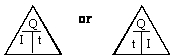 Q or Q
I t t I